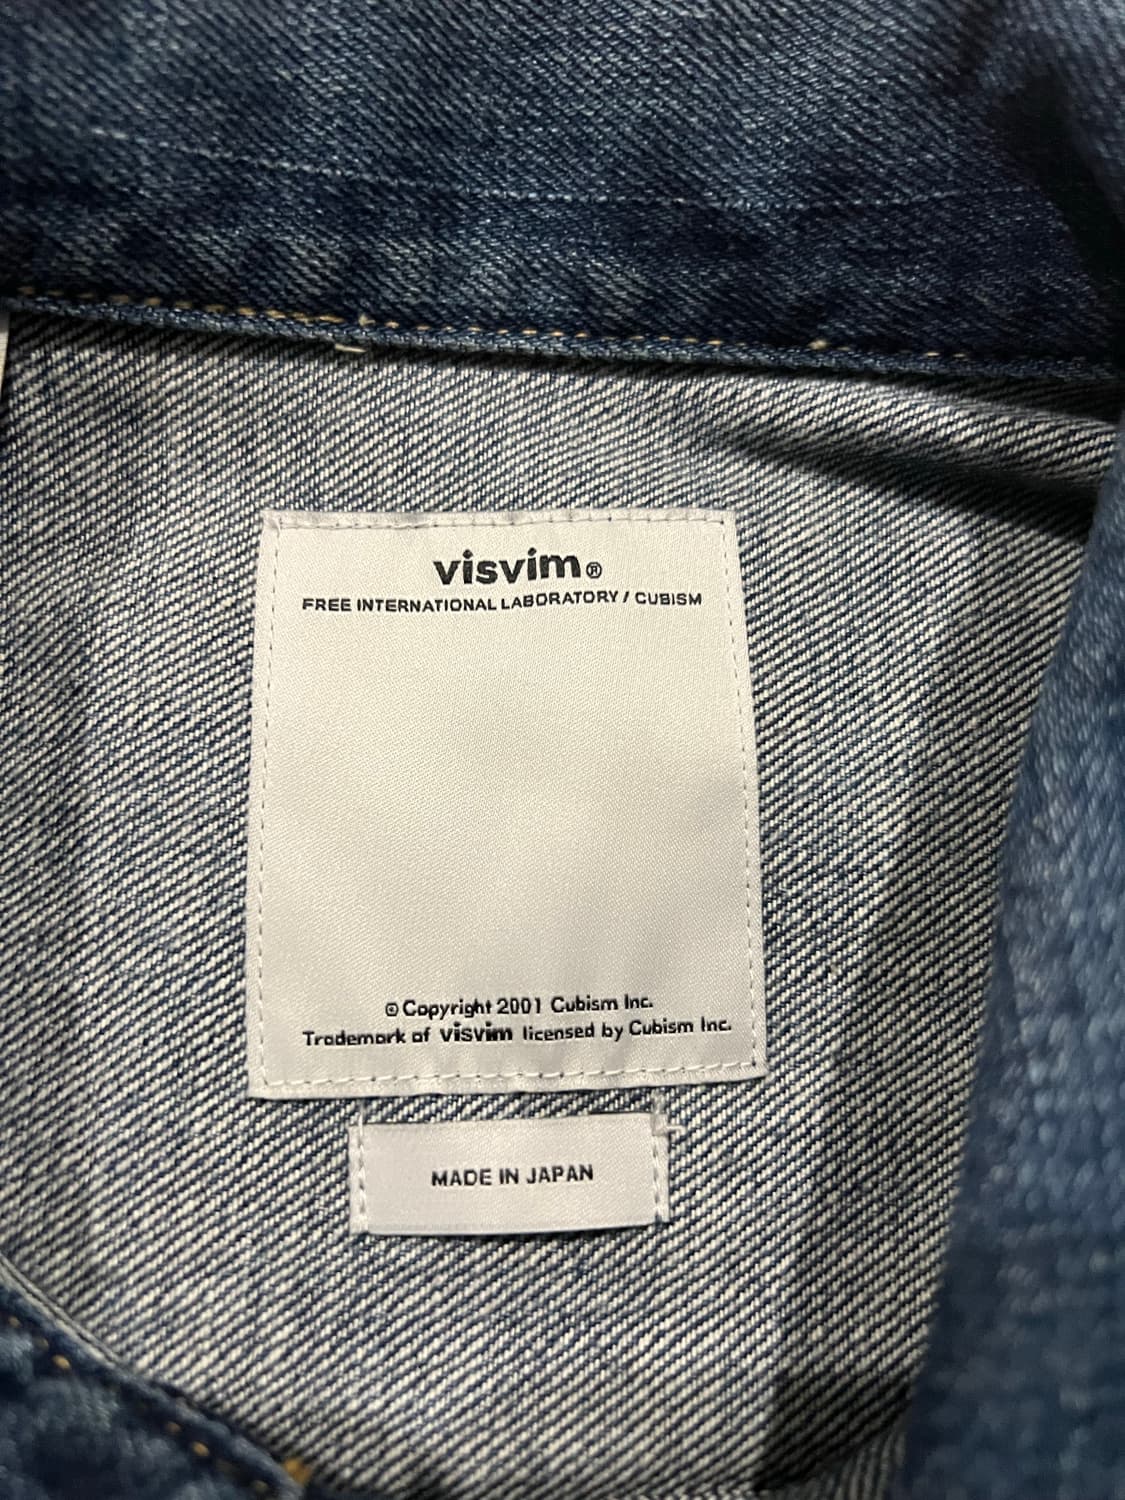 visvim®
FREE INTERNATIONAL LABORATORY / CUBISM
© Copyright 2001 Cubism Inc.
Trademark of visvim licensed by Cubism Inc.
MADE IN JAPAN